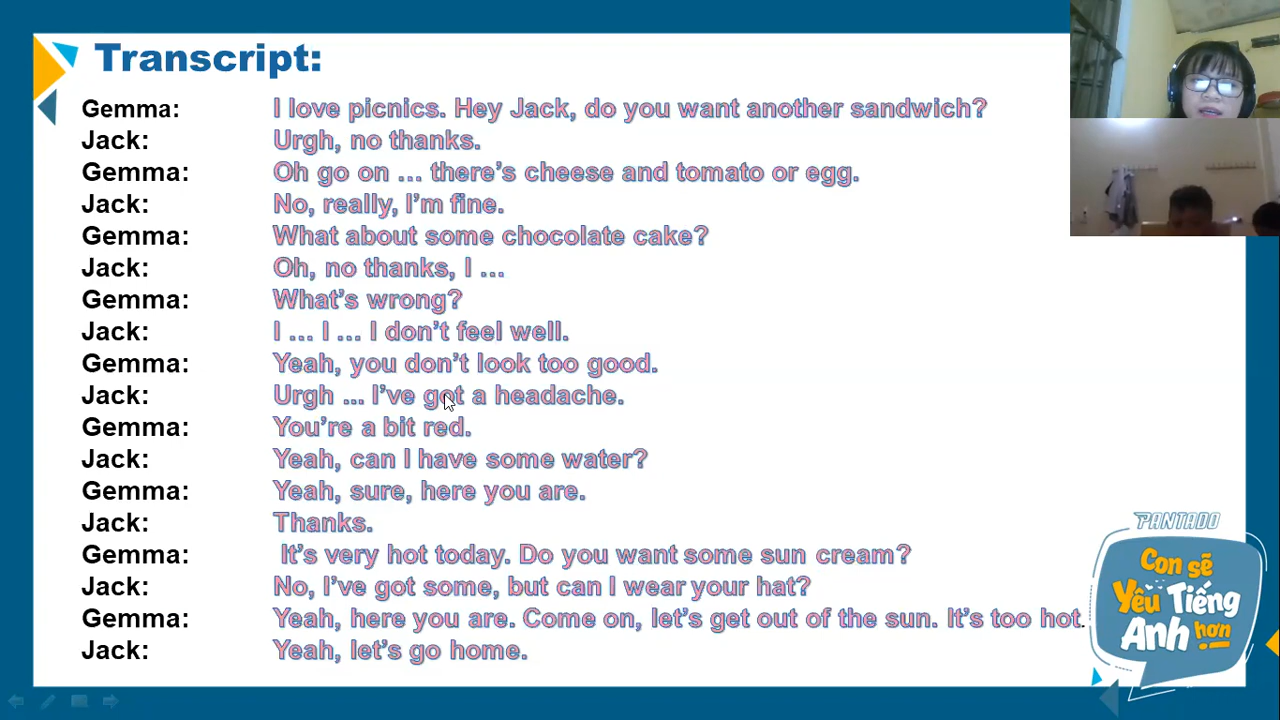 Transcript:
Gemma: I love picnics. Hey Jack, do you want another sandwich?
Jack: Urgh, no thanks.
Gemma: Oh go on … there's cheese and tomato or egg.
Jack: No, really, I'm fine.
Gemma: What about some chocolate cake?
Jack: Oh, no thanks, I …
Gemma: What's wrong?
Jack: I … I … I don't feel well.
Gemma: Yeah, you don't look too good.
Jack: Urgh … I've got a headache.
Gemma: You're a bit red.
Jack: Yeah, can I have some water?
Gemma: Yeah, sure, here you are.
Jack: Thanks.
Gemma: It's very hot today. Do you want some sun cream?
Jack: No, I've got some, but can I wear your hat?
Gemma: Yeah, here you are. Come on, let's get out of the sun. It's too hot.
Jack: Yeah, let's go home.
PANTADO
Con sẽ
Yêu Tiếng
Anh hơn